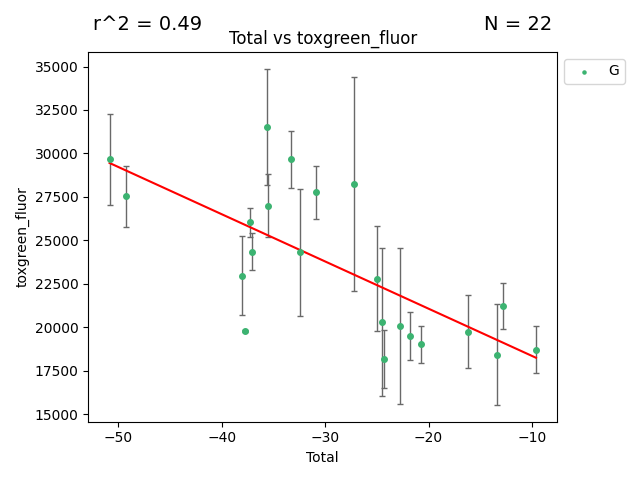 r^2 = 0.49
N = 22
Total vs toxgreen_fluor
G
35000
32500
30000
27500
25000
22500
20000
17500
15000
toxgreen_fluor
−50
−40
−30
−20
−10
Total